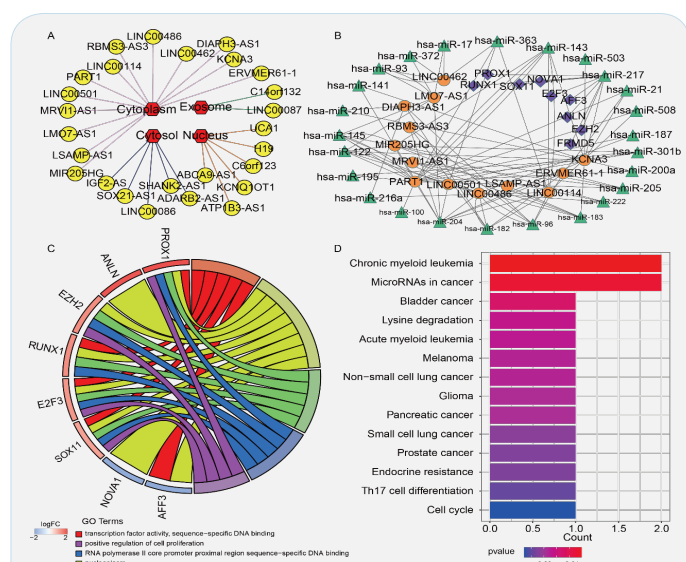 A
LINC00486
RBMS3-AS3
DIAPH3-AS1
LINC00462
KCNA3
LINC00114
ERVMER61-1
PART1
C14orf132
LINC00501
Cytoplasm
Exosome
MRVI1-AS1
LINC00087
LMO7-AS1
Cytosol
Nucleus
UCA1
LSAMP-AS1
H19
MIR205HG
C6orf123
IGF2-AS
ABCA9-AS1
SHANK2-AS1
KCNQ1OT1
SOX21-AS1
ADARB2-AS1
LINC00086
ATP1B3-AS1
B
hsa-miR-17
hsa-miR-363
hsa-miR-143
hsa-miR-372
hsa-miR-503
hsa-miR-93
hsa-miR-217
hsa-miR-141
hsa-miR-21
hsa-miR-210
hsa-miR-508
hsa-miR-145
hsa-miR-187
hsa-miR-122
hsa-miR-301b
hsa-miR-195
hsa-miR-200a
hsa-miR-216a
hsa-miR-205
hsa-miR-100
hsa-miR-222
hsa-miR-204
hsa-miR-182
hsa-miR-96
hsa-miR-183
LINC00462
PROX1
RUNX1
SOX11
NOVA1
E2F3
AFF3
LMO7-AS1
DIAPH3-AS1
ANLN
RBMS3-AS3
EZH2
MIR205HG
FRMD5
MRVI1-AS1
KCNA3
ERVMER61-1
PART1
LINC00501
LSAMP-AS1
LINC00486
LINC00114
C
PROX1
ANLN
EZH2
RUNX1
E2F3
SOX11
NOVA1
AFF3
logFC
−2 2
GO Terms
transcription factor activity, sequence-specific DNA binding
positive regulation of cell proliferation
RNA polymerase II core promoter proximal region sequence-specific DNA binding
D
Chronic myeloid leukemia
MicroRNAs in cancer
Bladder cancer
Lysine degradation
Acute myeloid leukemia
Melanoma
Non-small cell lung cancer
Glioma
Pancreatic cancer
Small cell lung cancer
Prostate cancer
Endocrine resistance
Th17 cell differentiation
Cell cycle
0.0 0.5 1.0 1.5 2.0
Count
pvalue